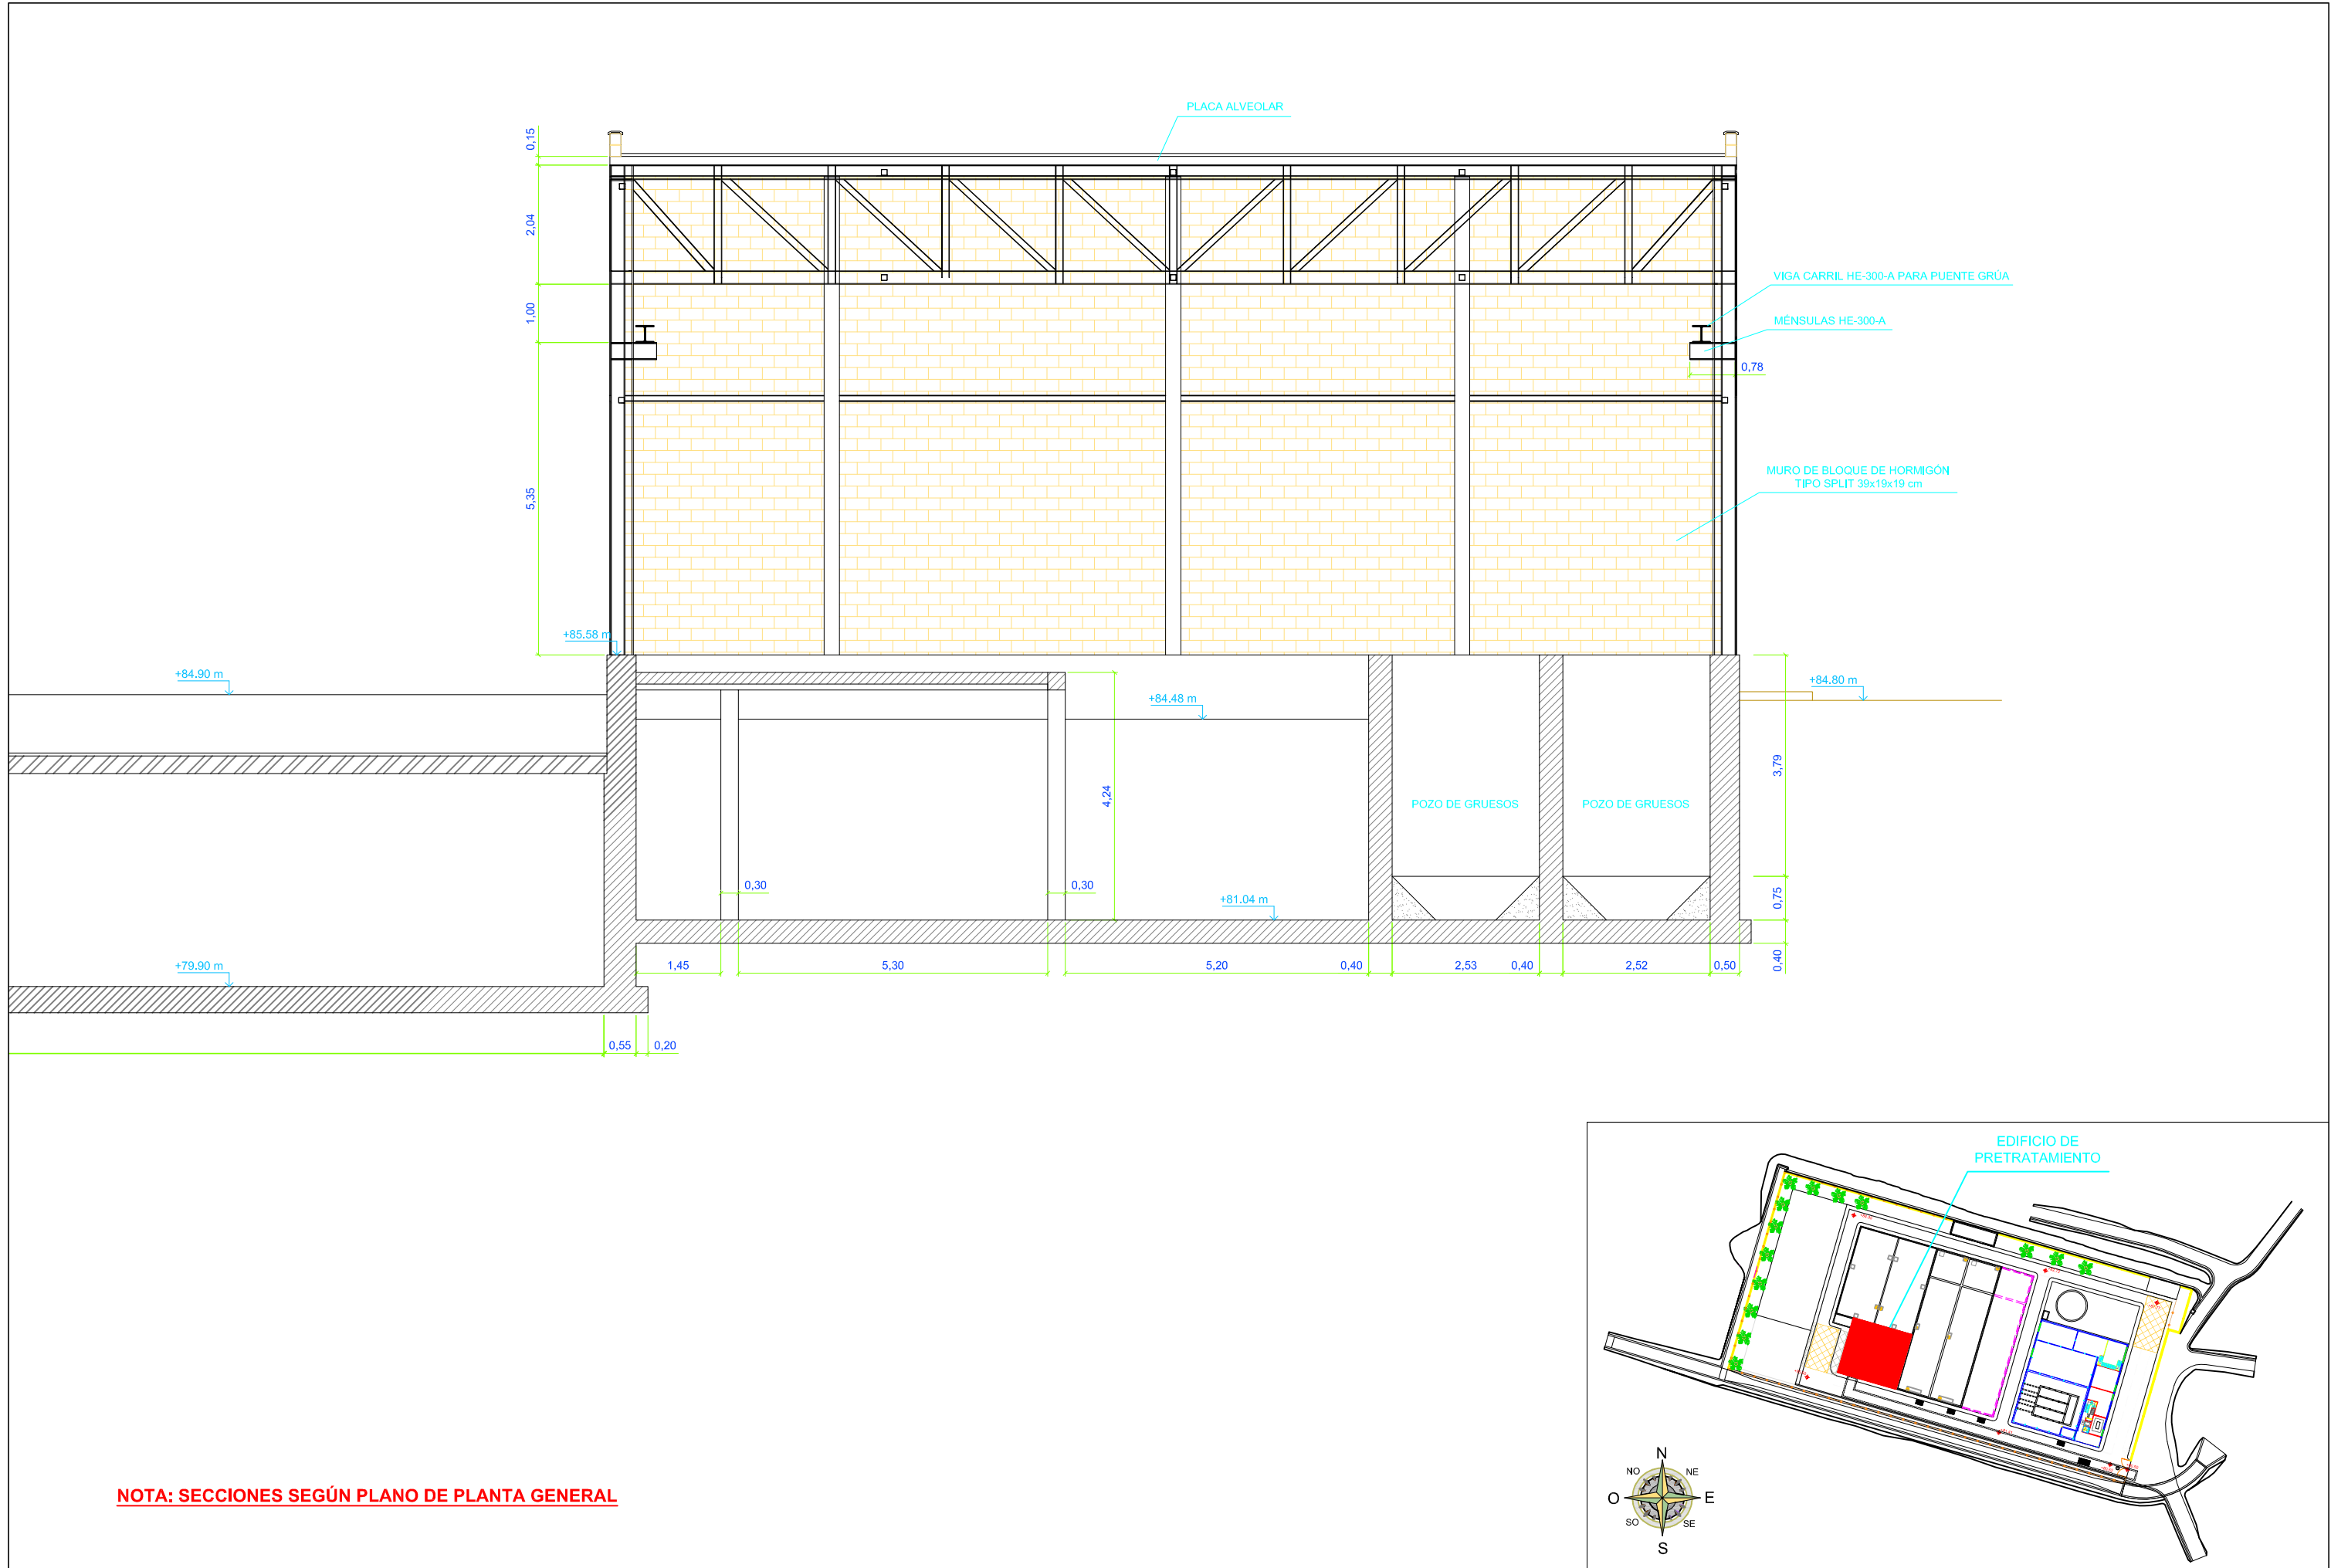 PLACA ALVEOLAR
0,15
2,04
1,00
5,35
VIGA CARRIL HE-300-A PARA PUENTE GRÚA
MÉNSULAS HE-300-A
0,78
MURO DE BLOQUE DE HORMIGÓN
TIPO SPLIT 39x19x19 cm
+85.58 m
+84.90 m
+84.48 m
+84.80 m
3,79
4,24
POZO DE GRUESOS
POZO DE GRUESOS
0,30
0,30
+81.04 m
0,75
0,40
+79.90 m
1,45
5,30
5,20
0,40
2,53
0,40
2,52
0,50
0,55
0,20
EDIFICIO DE
PRETRATAMIENTO
N
NO
NE
O
E
SO
SE
S
NOTA: SECCIONES SEGÚN PLANO DE PLANTA GENERAL